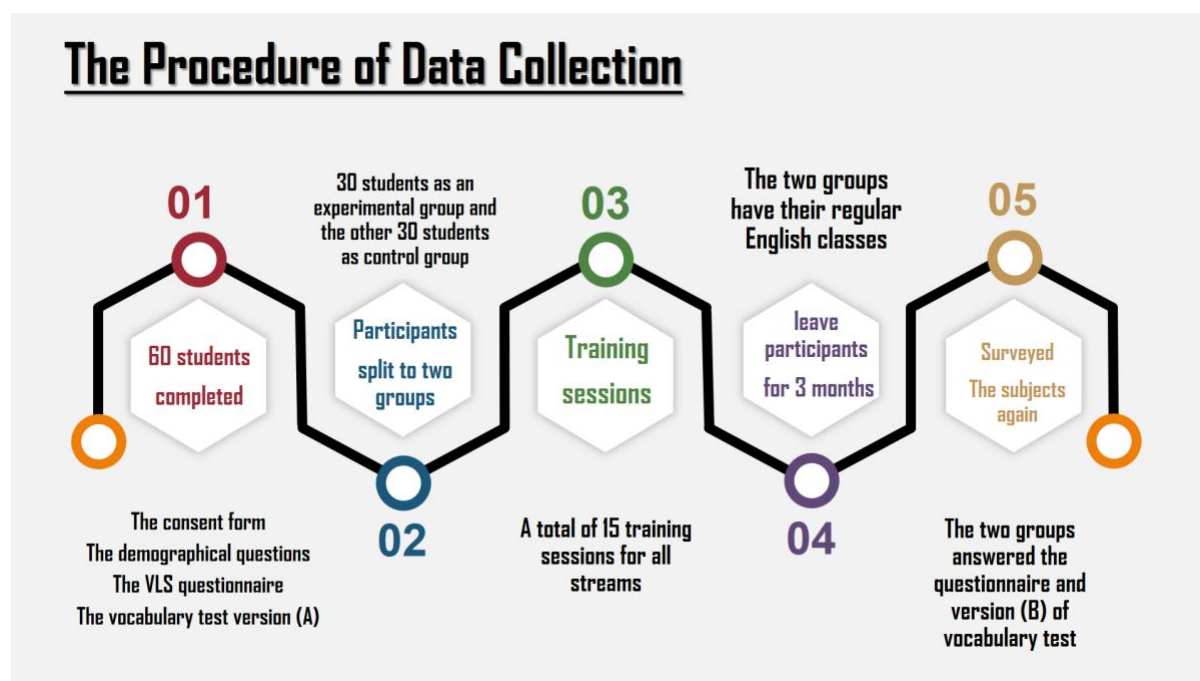 The Procedure of Data Collection
01
60 students
completed
The consent form
The demographical questions
The VLS questionnaire
The vocabulary test version (A)
30 students as an
experimental group and
the other 30 students
as control group
Participants
split to two
groups
02
03
Training
sessions
A total of 15 training
sessions for all
streams
The two groups
have their regular
English classes
leave
participants
for 3 months
04
05
Surveyed
The subjects
again
The two groups
answered the
questionnaire and
version (B) of
vocabulary test